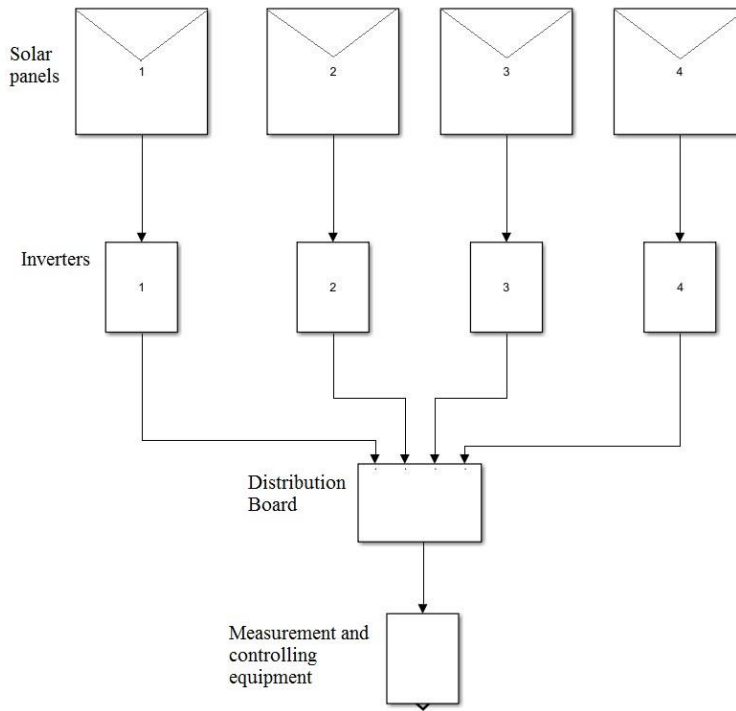 Solar
panels
1
2
3
4
Inverters
1
2
3
4
Distribution
Board
Measurement and
controlling
equipment